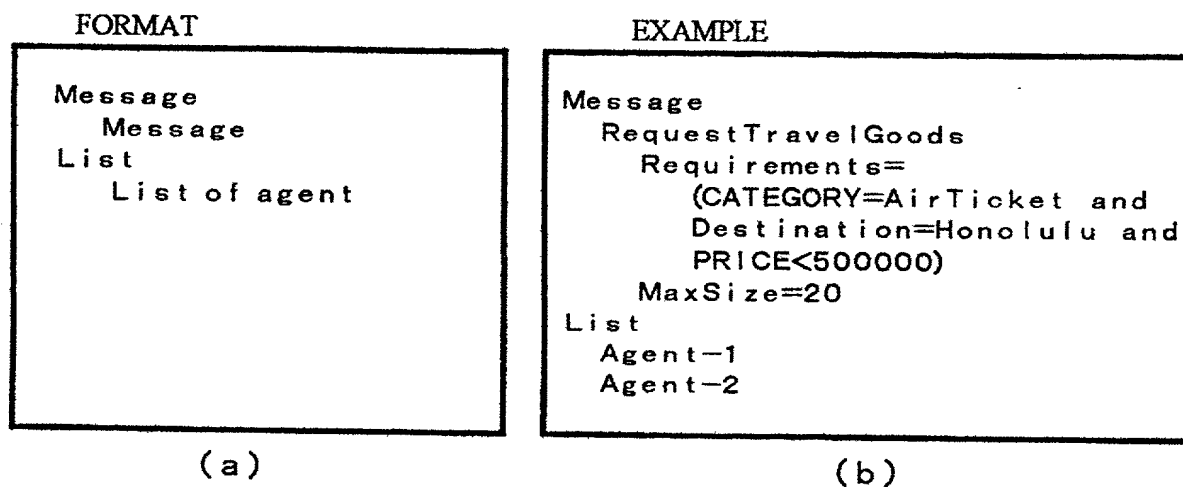 FORMAT
Message
Message
List
List of agent
(a)
EXAMPLE
Message
RequestTravelGoods
Requirements=
(CATEGORY=AirTicket and
Destination=Honolulu and
PRICE<500000)
MaxSize=20
List
Agent-1
Agent-2
(b)